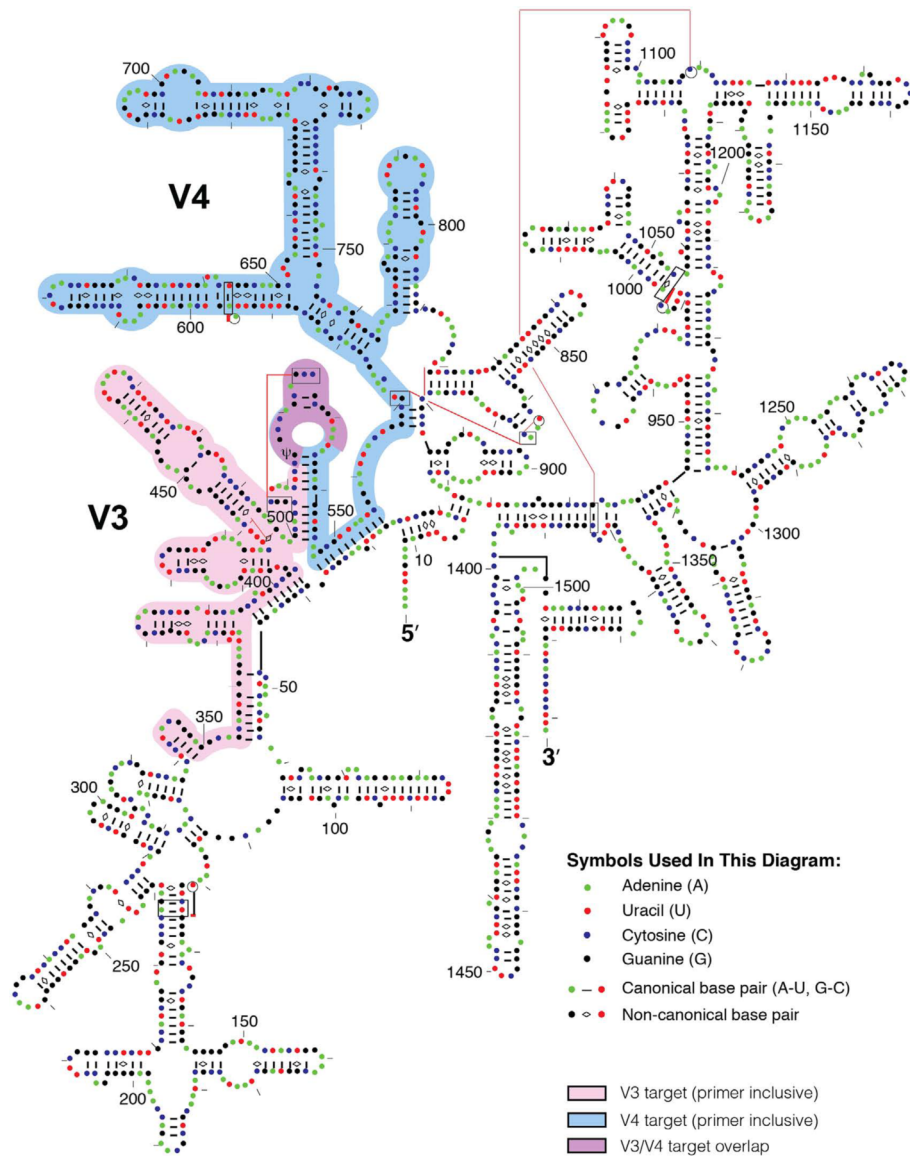 700
1100
1150
V4
1200
800
750
650
1050
1000
600
850
1250
950
450
ψ
900
V3
500
550
1300
10
1350
400
1400
1500
5′
50
350
3′
300
100
Symbols Used In This Diagram:
Adenine (A)
Uracil (U)
Cytosine (C)
Guanine (G)
Canonical base pair (A-U, G-C)
Non-canonical base pair
250
1450
150
200
V3 target (primer inclusive)
V4 target (primer inclusive)
V3/V4 target overlap